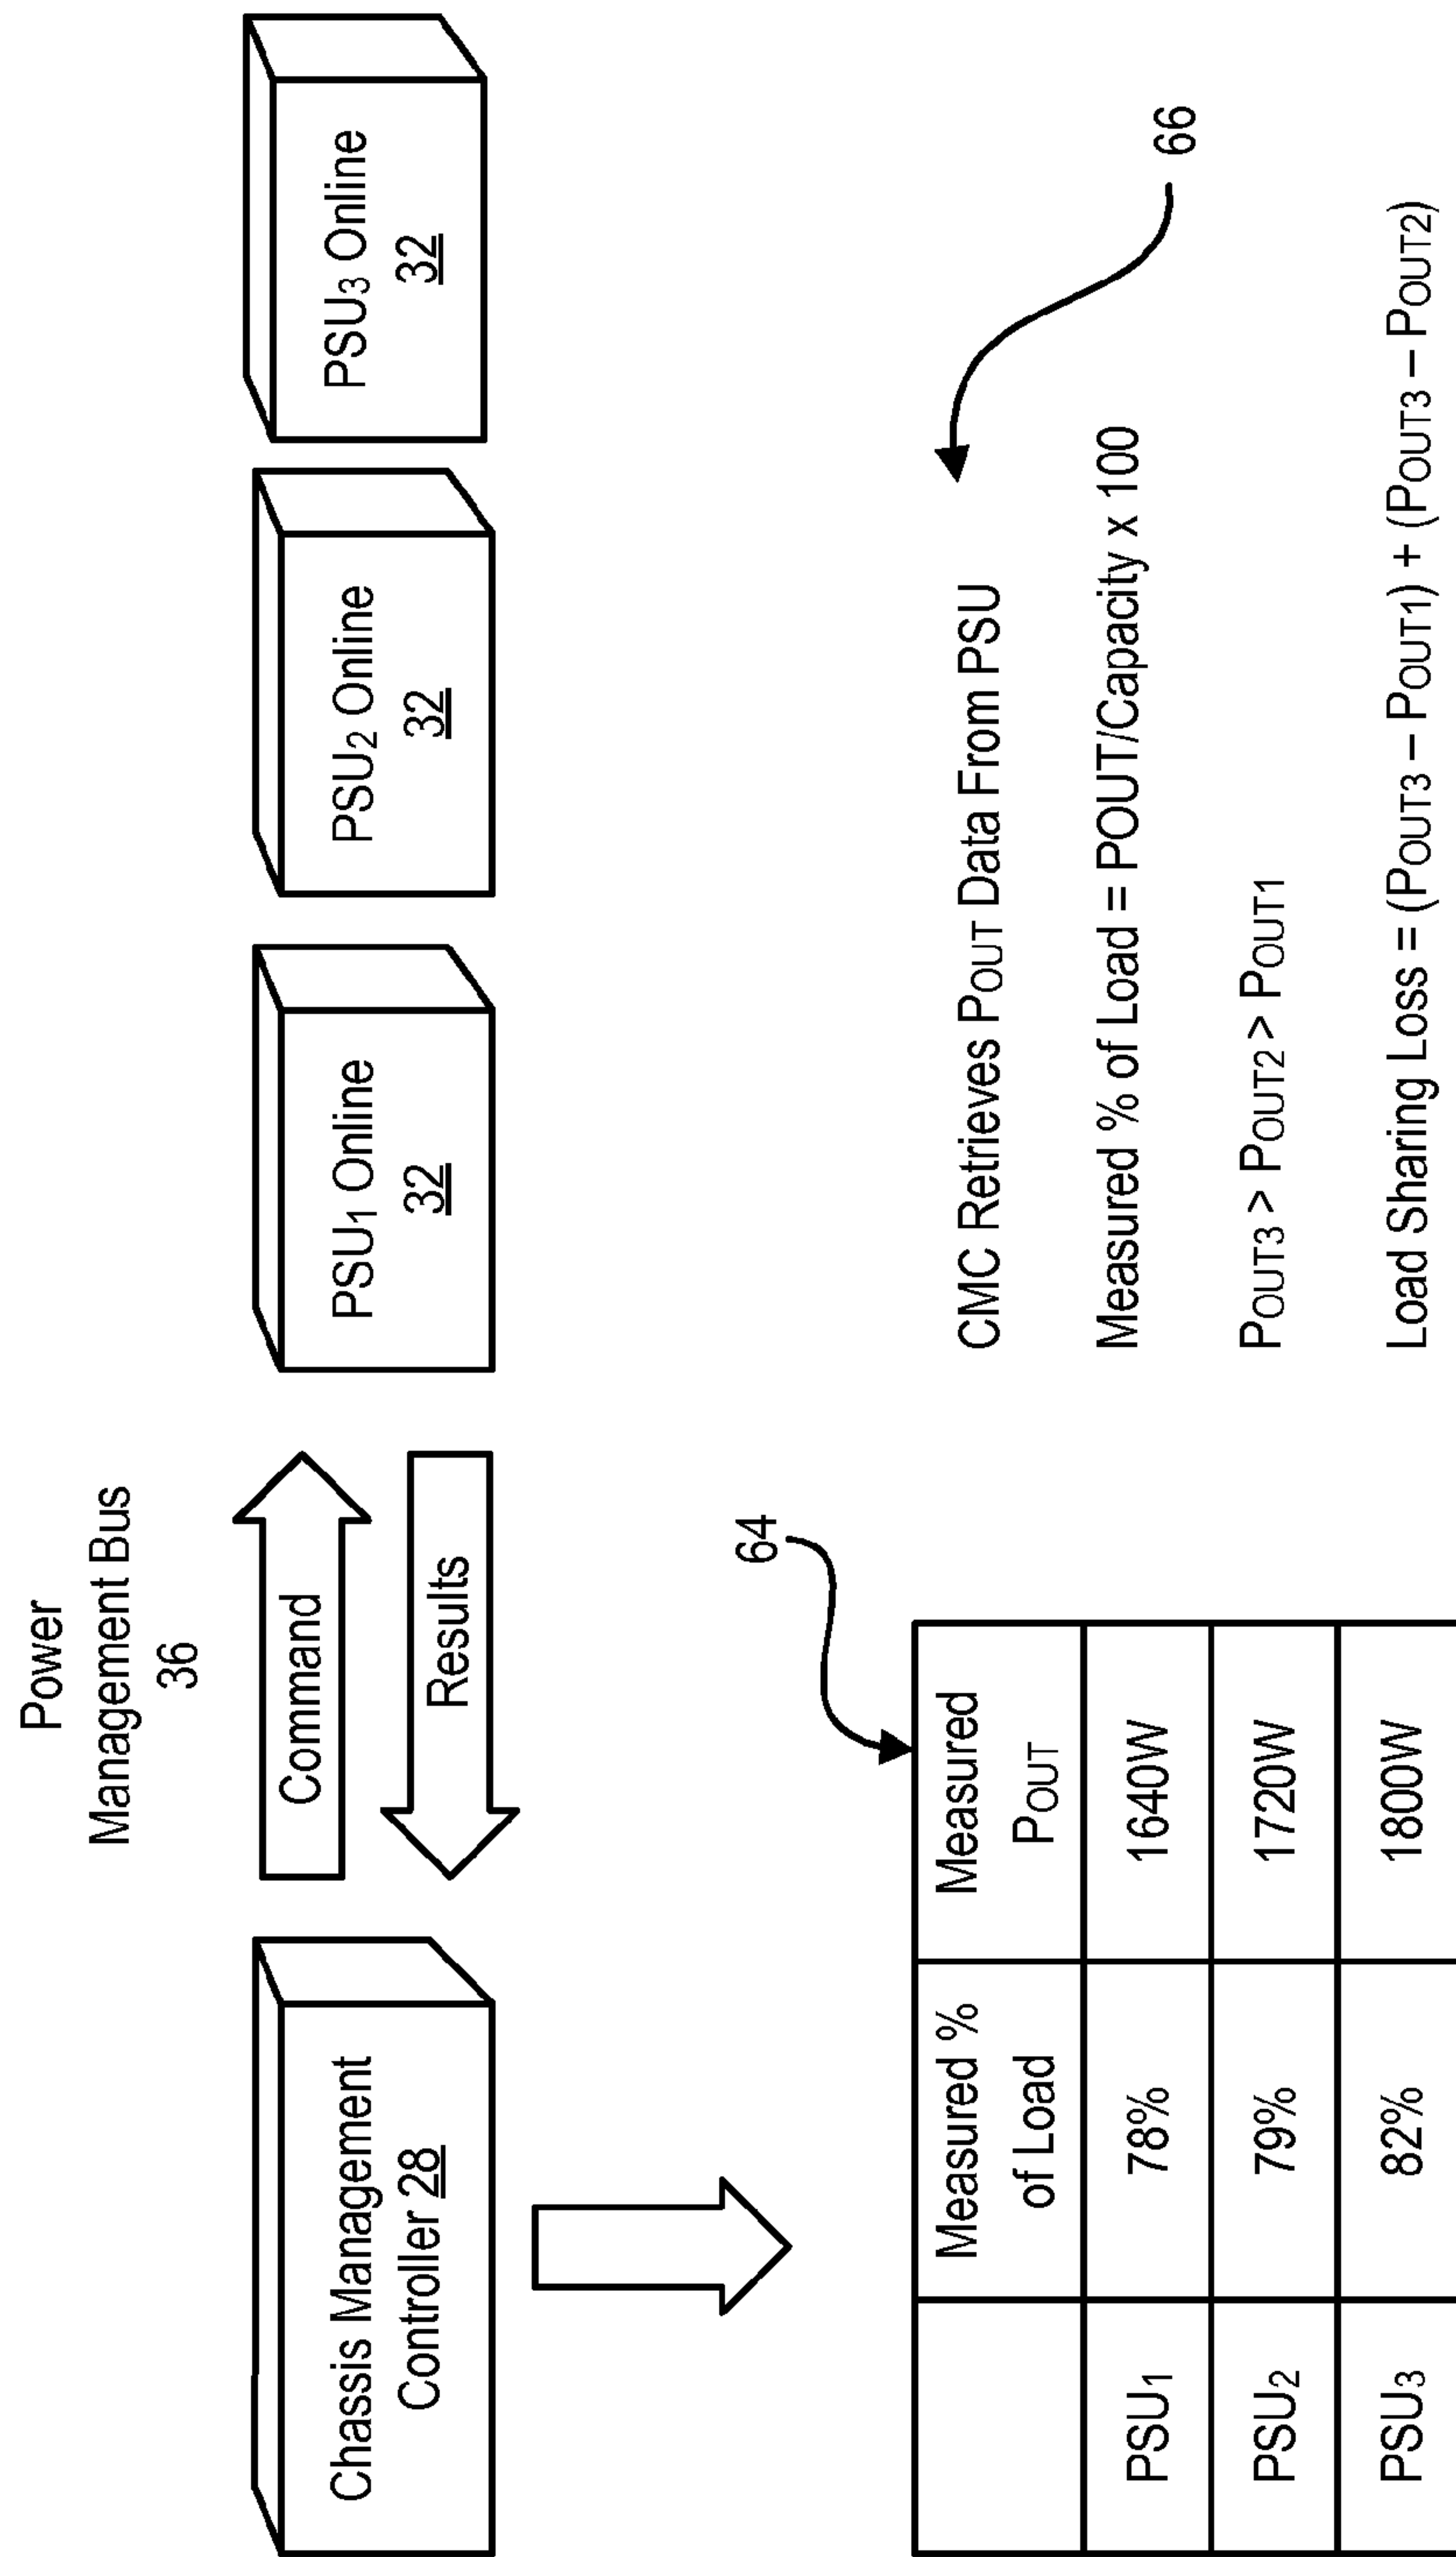 Power
Management Bus
36
Chassis Management
Controller 28
Command
Results
PSU1 Online
32
PSU2 Online
32
PSU3 Online
32
64
Measured % of Load
Measured POUT
PSU1 78% 1640W
PSU2 79% 1720W
PSU3 82% 1800W
66
CMC Retrieves POUT Data From PSU
Measured % of Load = POUT/Capacity x 100
POUT3 > POUT2 > POUT1
Load Sharing Loss = (POUT3 – POUT1) + (POUT3 – POUT2)